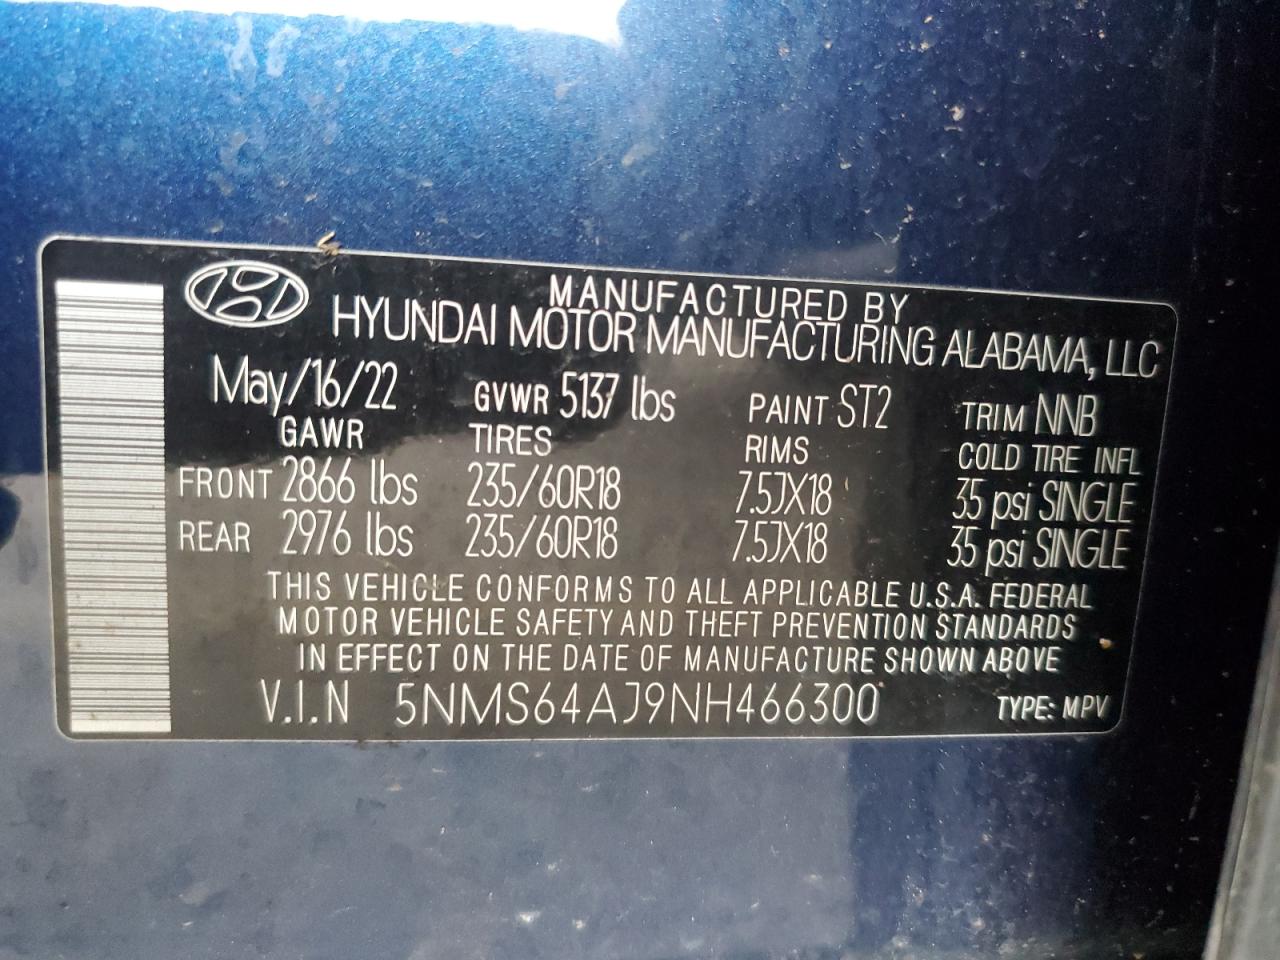 MANUFACTURED BY
HYUNDAI MOTOR MANUFACTURING ALABAMA, LLC
May/16/22 GVWR 5137 lbs PAINT ST2 TRIM NNB
GAWR TIRES RIMS COLD TIRE INFL
FRONT 2866 lbs 235/60R18 7.5JX18 35 psi SINGLE
REAR 2976 lbs 235/60R18 7.5JX18 35 psi SINGLE
THIS VEHICLE CONFORMS TO ALL APPLICABLE U.S.A. FEDERAL
MOTOR VEHICLE SAFETY AND THEFT PREVENTION STANDARDS
IN EFFECT ON THE DATE OF MANUFACTURE SHOWN ABOVE
V.I.N 5NMS64AJ9NH466300 TYPE: MPV